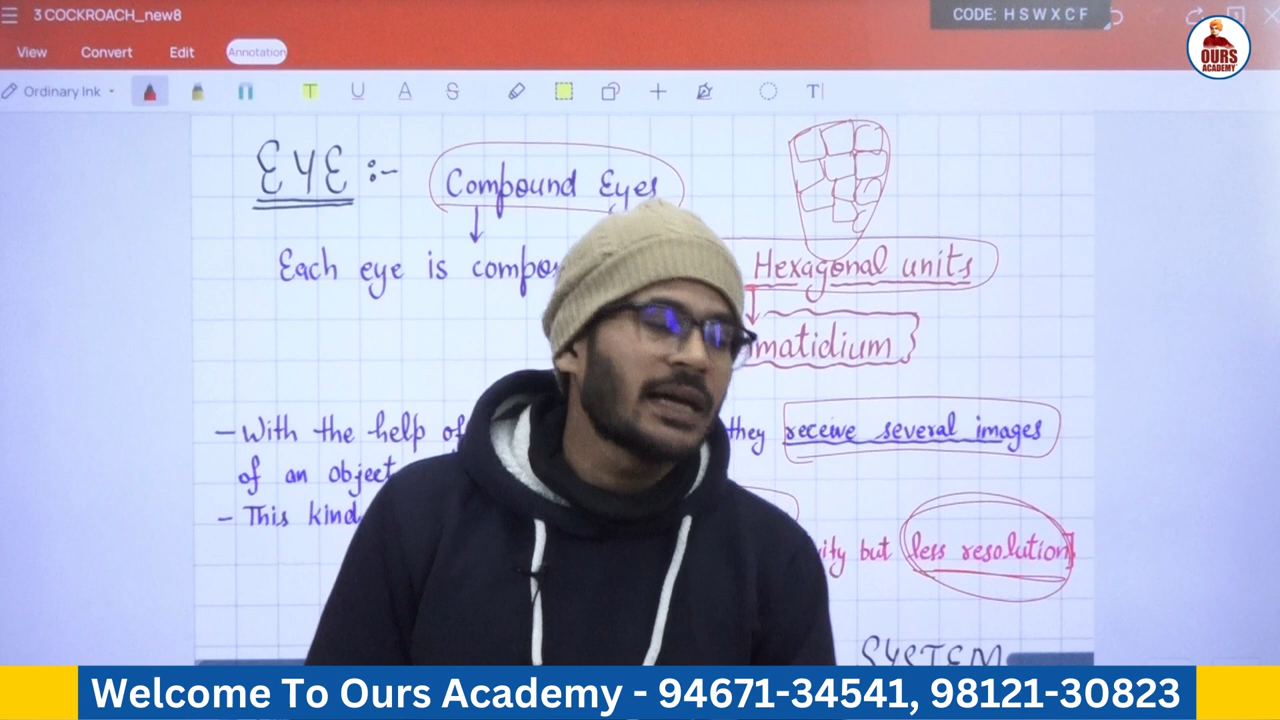 3 COCKROACH_new8
CODE: H S W X C F
View Convert Edit Annotation
OURS
ACADEMY
Ordinary Ink
EYE :-
Compound Eyes
Each eye is compo
Hexagonal units
matidium
- With the help of
they receive several images
of an object
- This kind
ity but less resolution
SYSTEM
Welcome To Ours Academy - 94671-34541, 98121-30823